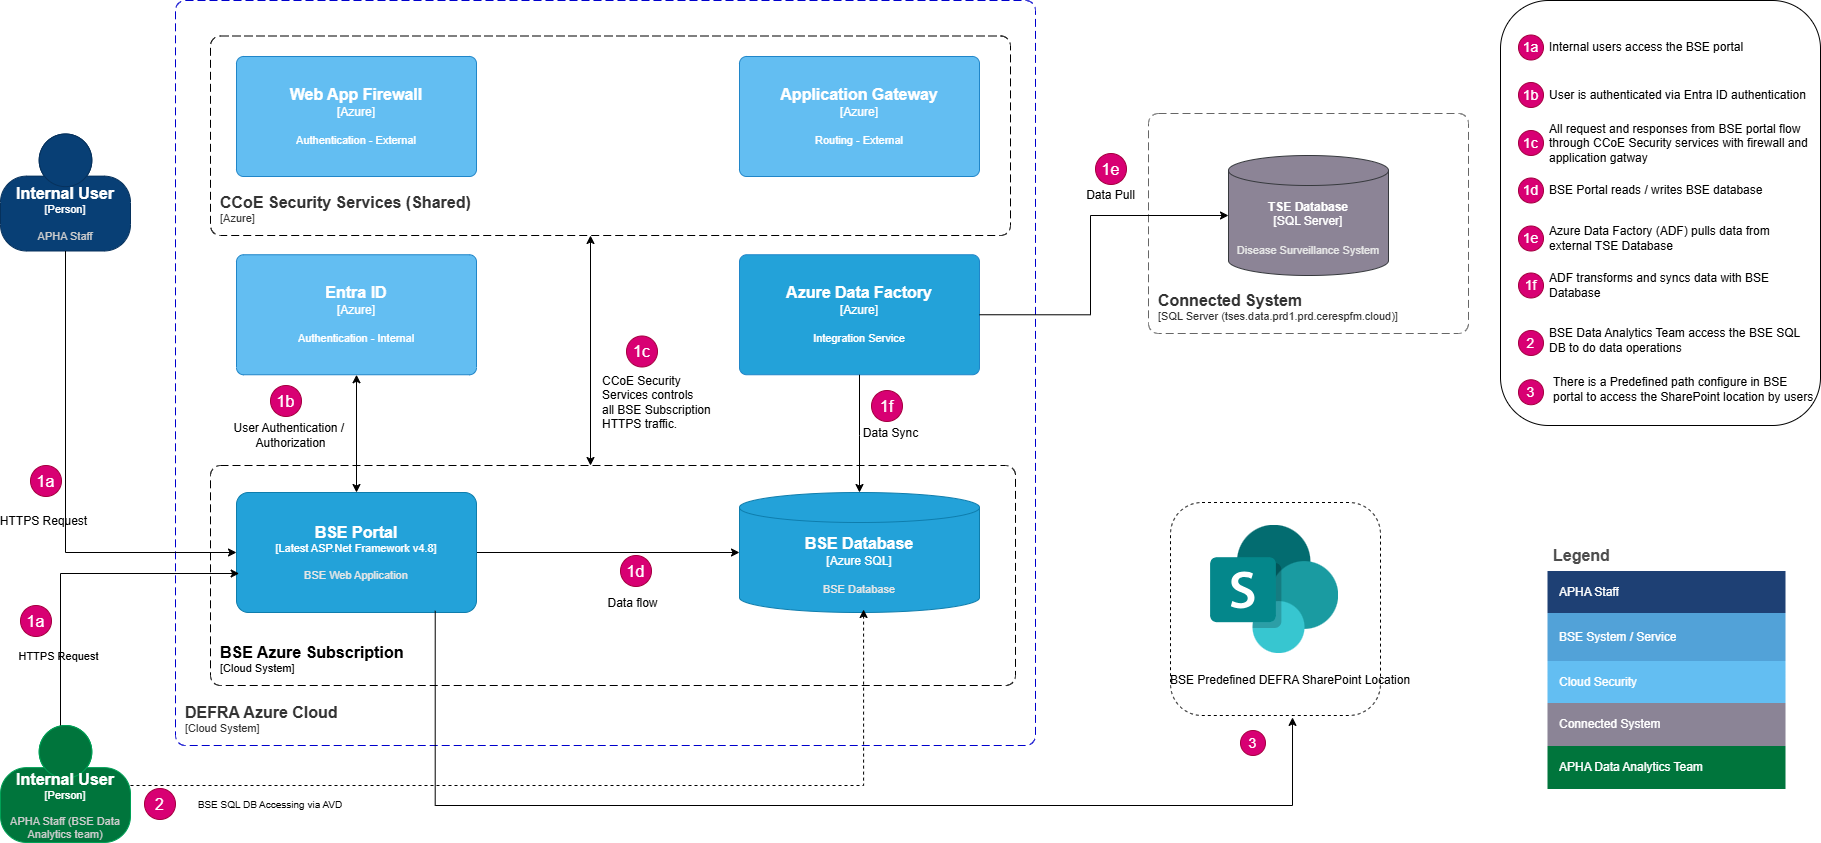 Web App Firewall
[Azure]
Authentication - External
Application Gateway
[Azure]
Routing - External
CCoE Security Services (Shared)
[Azure]
Internal User
[Person]
APHA Staff
Entra ID
[Azure]
Authentication - Internal
Azure Data Factory
[Azure]
Integration Service
1e
Data Pull
TSE Database
[SQL Server]
Disease Surveillance System
Connected System
[SQL Server (tses.data.prd1.prd.cerespfm.cloud)]
1b
User Authentication /
Authorization
1c
CCoE Security
Services controls
all BSE Subscription
HTTPS traffic.
1f
Data Sync
1a
HTTPS Request
BSE Portal
[Latest ASP.Net Framework v4.8]
BSE Web Application
1d
Data flow
BSE Database
[Azure SQL]
BSE Database
1a
HTTPS Request
BSE Azure Subscription
[Cloud System]
DEFRA Azure Cloud
[Cloud System]
Internal User
[Person]
APHA Staff (BSE Data
Analytics team)
2
BSE SQL DB Accessing via AVD
S
BSE Predefined DEFRA SharePoint Location
3
1a
Internal users access the BSE portal
1b
User is authenticated via Entra ID authentication
1c
All request and responses from BSE portal flow
through CCoE Security services with firewall and
application gatway
1d
BSE Portal reads / writes BSE database
1e
Azure Data Factory (ADF) pulls data from
external TSE Database
1f
ADF transforms and syncs data with BSE
Database
2
BSE Data Analytics Team access the BSE SQL
DB to do data operations
3
There is a Predefined path configure in BSE
portal to access the SharePoint location by users
Legend
APHA Staff
BSE System / Service
Cloud Security
Connected System
APHA Data Analytics Team